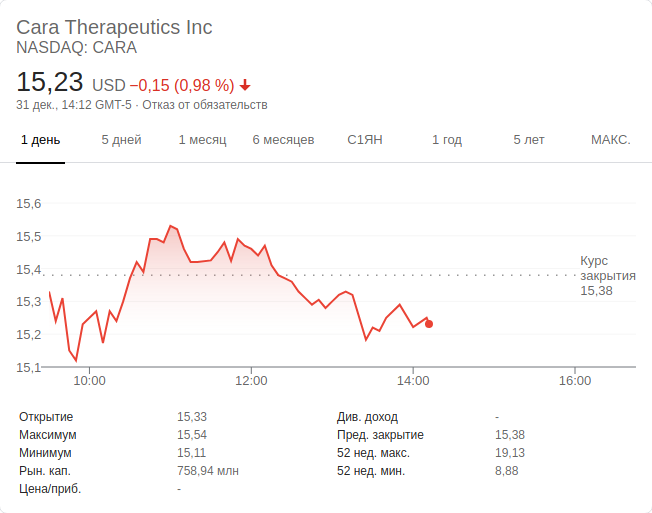 Cara Therapeutics Inc
NASDAQ: CARA
15,23 USD −0,15 (0,98 %)
31 дек., 14:12 GMT-5 · Отказ от обязательств
1 день 5 дней 1 месяц 6 месяцев С1ЯН 1 год 5 лет МАКС.
15,6
15,5
15,4
15,3
15,2
15,1
Курс
закрытия
15,38
10:00 12:00 14:00 16:00
Открытие 15,33 Див. доход -
Максимум 15,54 Пред. закрытие 15,38
Минимум 15,11 52 нед. макс. 19,13
Рын. кап. 758,94 млн 52 нед. мин. 8,88
Цена/приб. -